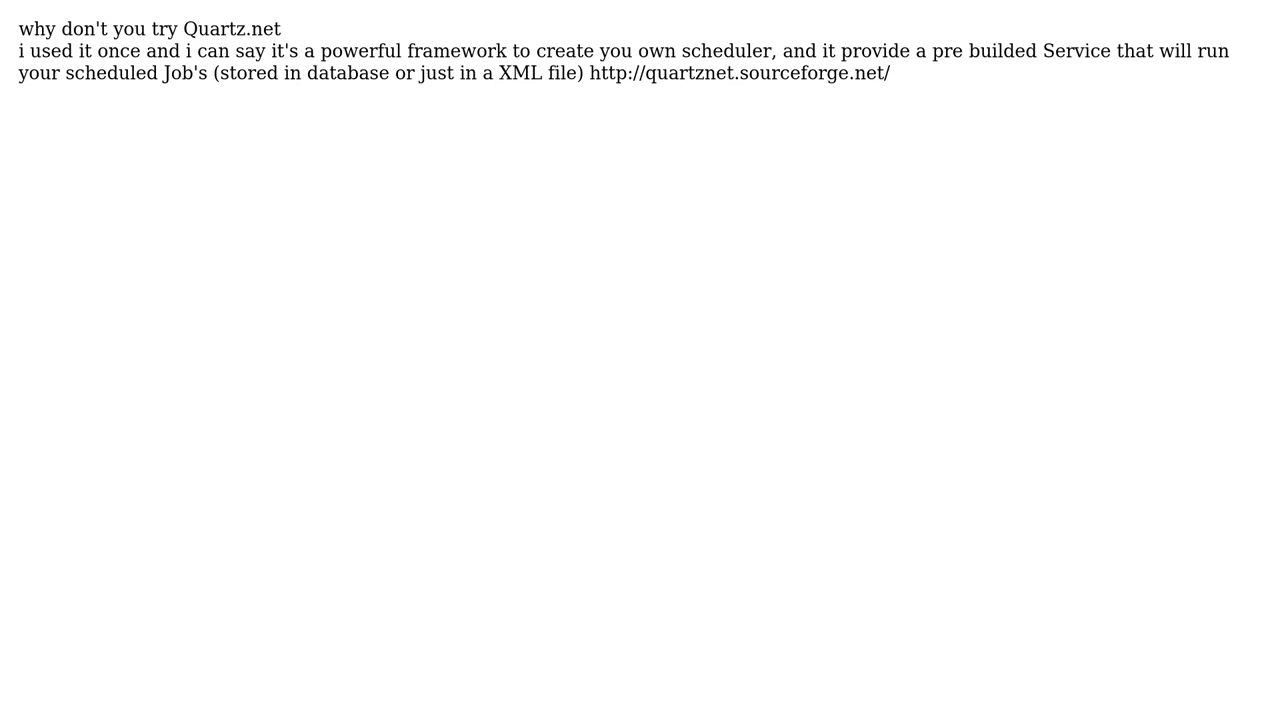 why don't you try Quartz.net
i used it once and i can say it's a powerful framework to create you own scheduler, and it provide a pre builded Service that will run
your scheduled Job's (stored in database or just in a XML file) http://quartznet.sourceforge.net/